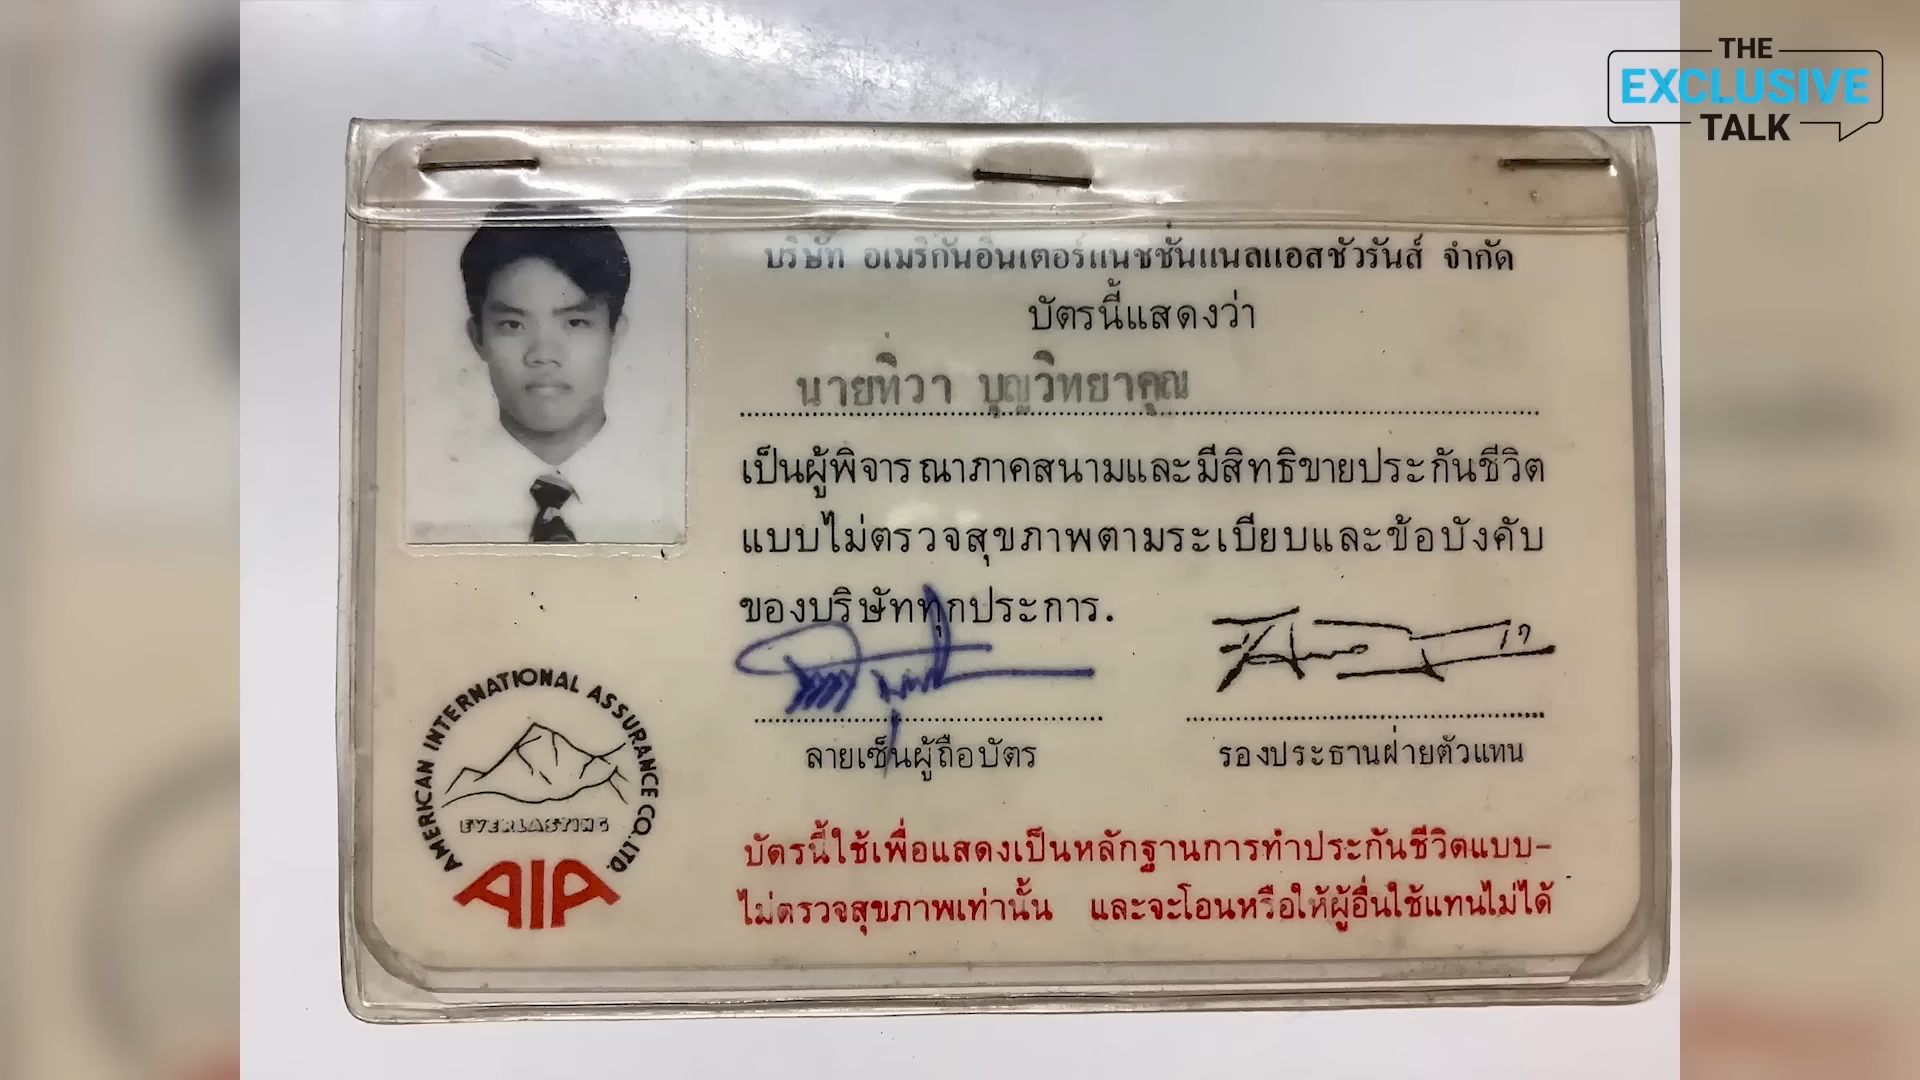 THE
EXCLUSIVE
TALK
บริษัท อเมริกันอินเตอร์แนชชั่นแนลแอสชัวรันส์ จำกัด
บัตรนี้แสดงว่า
นายทิวา บุญวิทยาคุณ
เป็นผู้พิจารณาภาคสนามและมีสิทธิขายประกันชีวิต
แบบไม่ตรวจสุขภาพตามระเบียบและข้อบังคับ
ของบริษัททุกประการ.
ลายเซ็นผู้ถือบัตร
รองประธานฝ่ายตัวแทน
AMERICAN INTERNATIONAL ASSURANCE CO., LTD.
EVERLASTING
AIA
บัตรนี้ใช้เพื่อแสดงเป็นหลักฐานการทำประกันชีวิตแบบ-
ไม่ตรวจสุขภาพเท่านั้น และจะโอนหรือให้ผู้อื่นใช้แทนไม่ได้